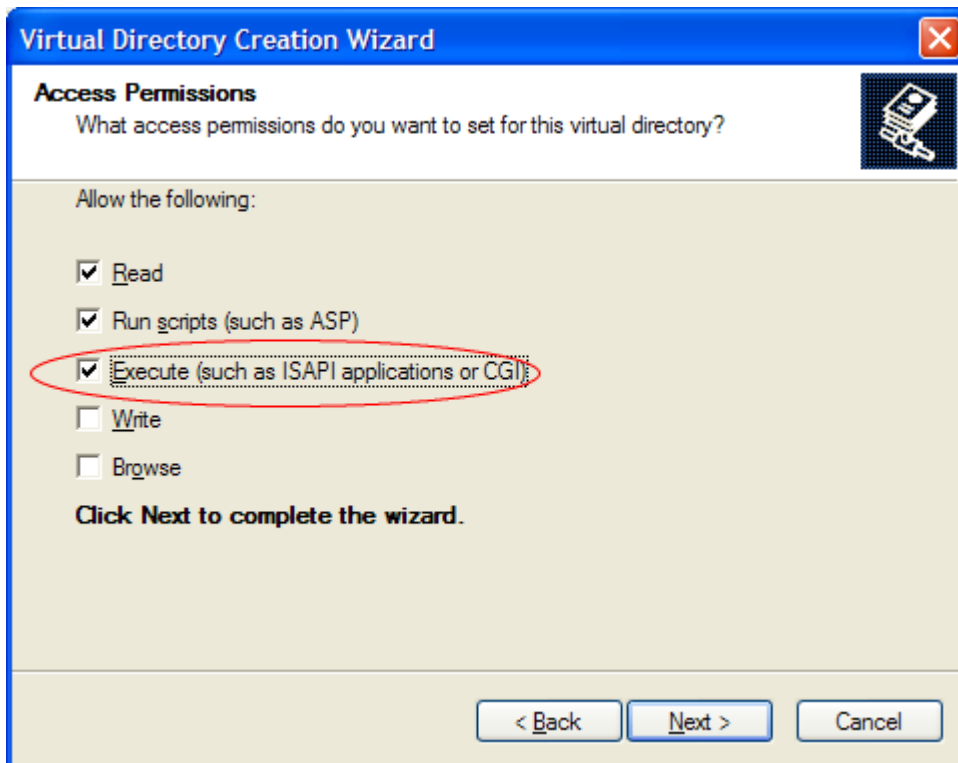 Virtual Directory Creation Wizard
Access Permissions
What access permissions do you want to set for this virtual directory?
Allow the following:
Read
Run scripts (such as ASP)
Execute (such as ISAPI applications or CGI)
Write
Browse
Click Next to complete the wizard.
< Back Next > Cancel